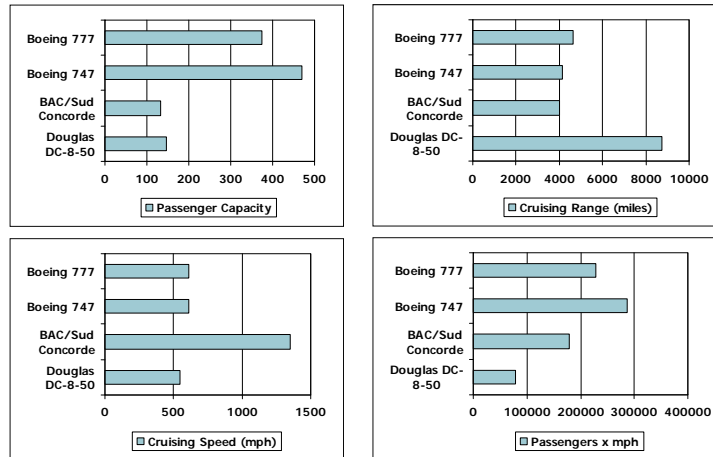 Boeing 777
Boeing 747
BAC/Sud
Concorde
Douglas
DC-8-50
0 100 200 300 400 500
Passenger Capacity
Boeing 777
Boeing 747
BAC/Sud
Concorde
Douglas DC-
8-50
0 2000 4000 6000 8000 10000
Cruising Range (miles)
Boeing 777
Boeing 747
BAC/Sud
Concorde
Douglas
DC-8-50
0 500 1000 1500
Cruising Speed (mph)
Boeing 777
Boeing 747
BAC/Sud
Concorde
Douglas DC-
8-50
0 100000 200000 300000 400000
Passengers x mph